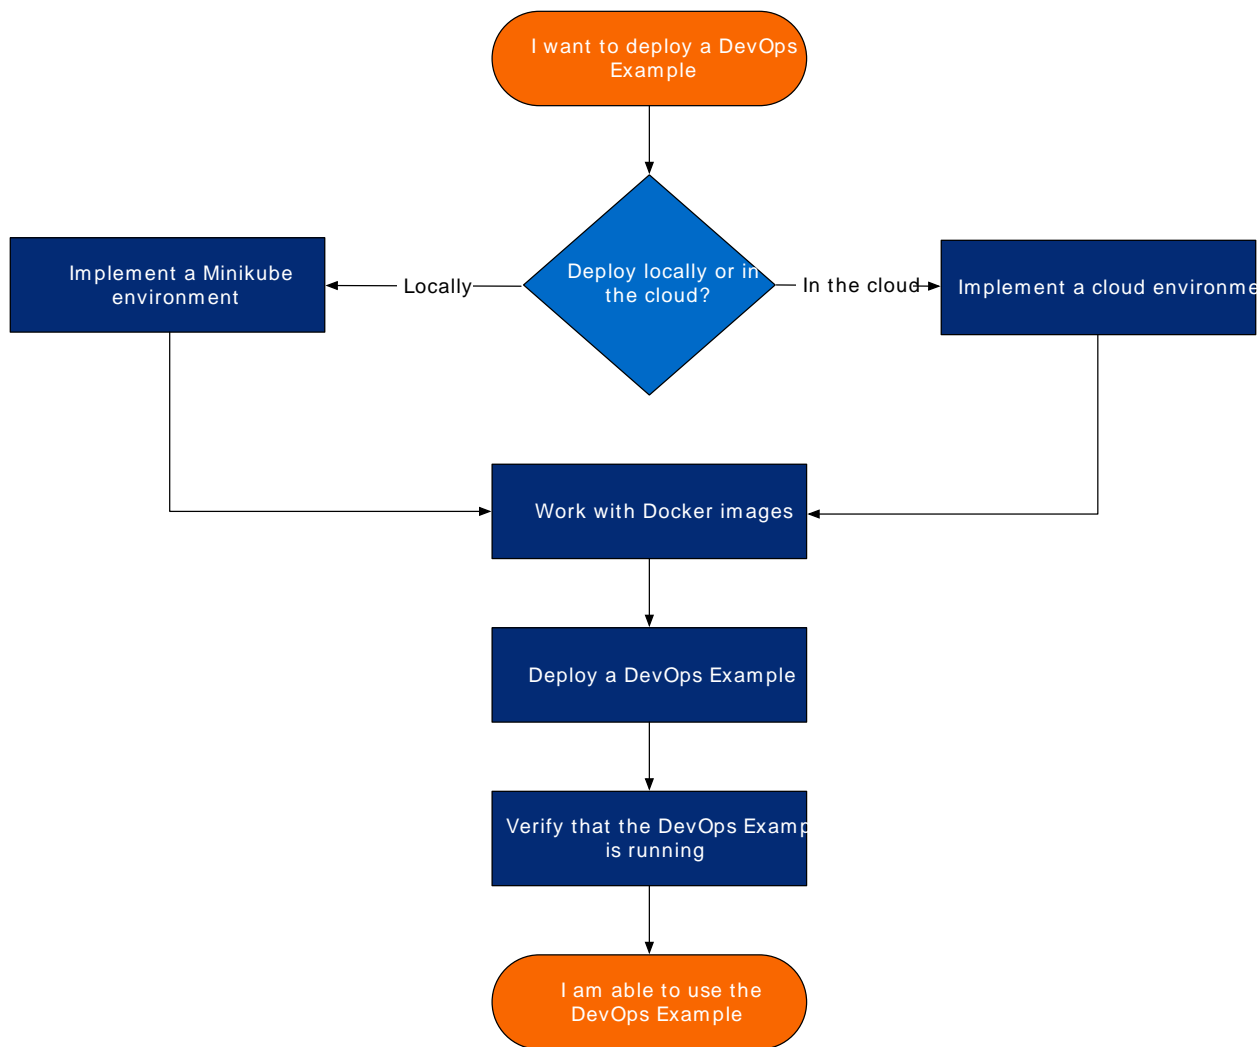 I want to deploy a DevOps
Example
Deploy locally or in
the cloud?
Implement a Minikube
environment
Locally
In the cloud
Implement a cloud environme
Work with Docker images
Deploy a DevOps Example
Verify that the DevOps Examp
is running
I am able to use the
DevOps Example